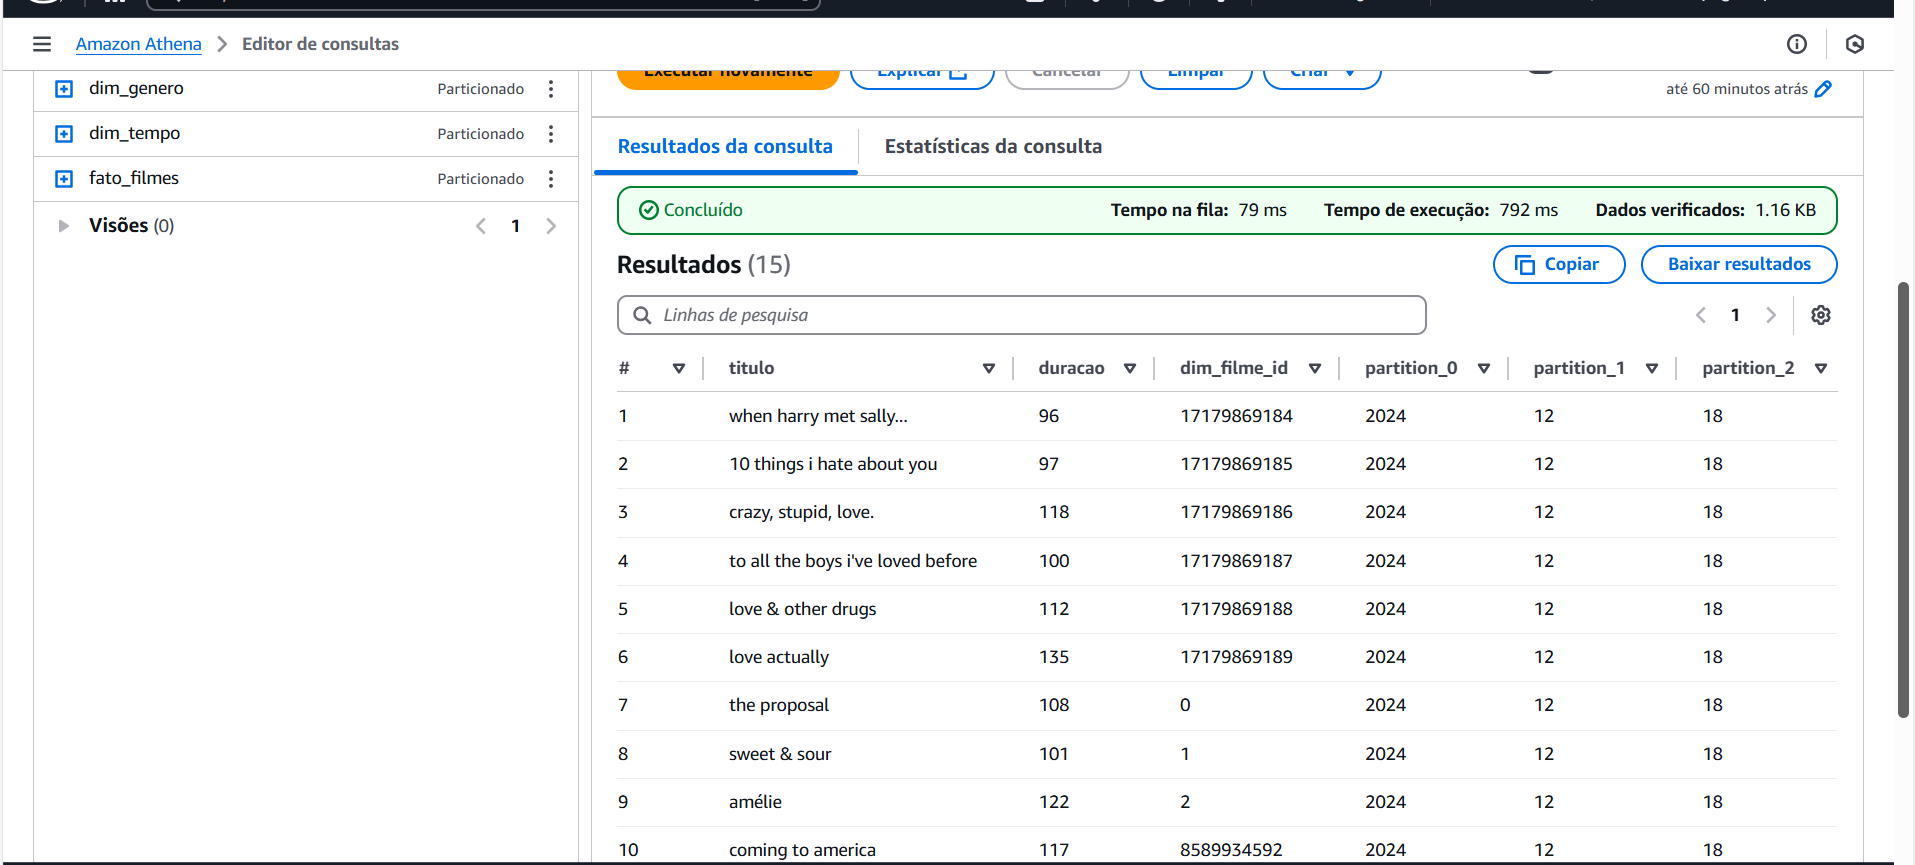 Amazon Athena > Editor de consultas
dim_genero Particionado
dim_tempo Particionado
fato_filmes Particionado
Visões (0) < 1 >
Executar novamente Explicar Cancelar Limpar Criar
até 60 minutos atrás
Resultados da consulta Estatísticas da consulta
Concluído Tempo na fila: 79 ms Tempo de execução: 792 ms Dados verificados: 1.16 KB
Resultados (15) Copiar Baixar resultados
Linhas de pesquisa < 1 >
# titulo duracao dim_filme_id partition_0 partition_1 partition_2
1 when harry met sally... 96 17179869184 2024 12 18
2 10 things i hate about you 97 17179869185 2024 12 18
3 crazy, stupid, love. 118 17179869186 2024 12 18
4 to all the boys i've loved before 100 17179869187 2024 12 18
5 love & other drugs 112 17179869188 2024 12 18
6 love actually 135 17179869189 2024 12 18
7 the proposal 108 0 2024 12 18
8 sweet & sour 101 1 2024 12 18
9 amélie 122 2 2024 12 18
10 coming to america 117 8589934592 2024 12 18